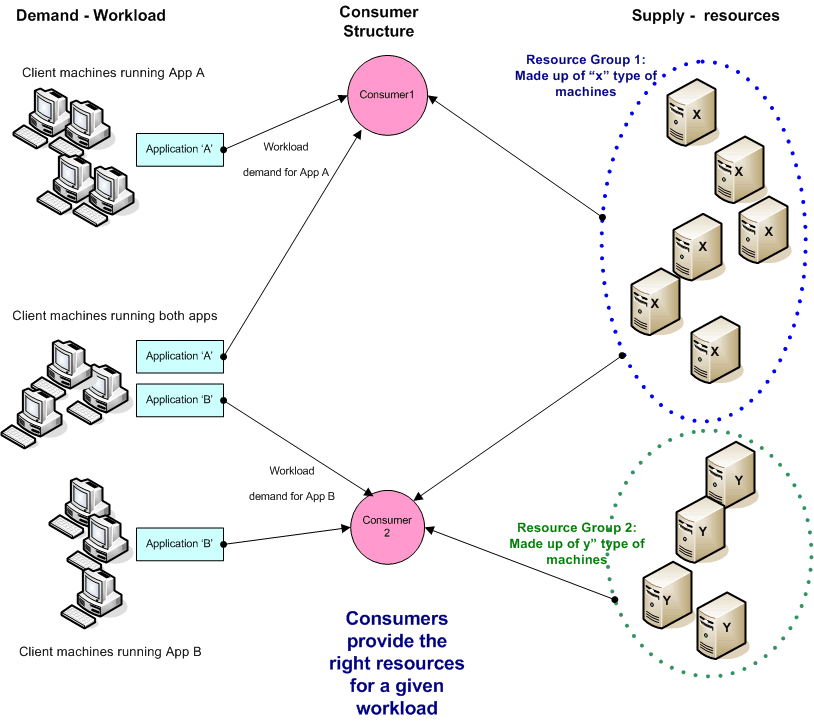 Demand - Workload
Consumer
Structure
Supply -  resources
Client machines running App A
Application ‘A’
Workload
demand for App A
Consumer1
Resource Group 1:
Made up of “x” type of
machines
X
X
X
X
X
X
Client machines running both apps
Application ‘A’
Application ‘B’
Workload
demand for App B
Application ‘B’
Client machines running App B
Consumer
2
Resource Group 2:
Made up of y” type of
machines
Y
Y
Y
Y
Consumers
provide the
right resources
for a given
workload